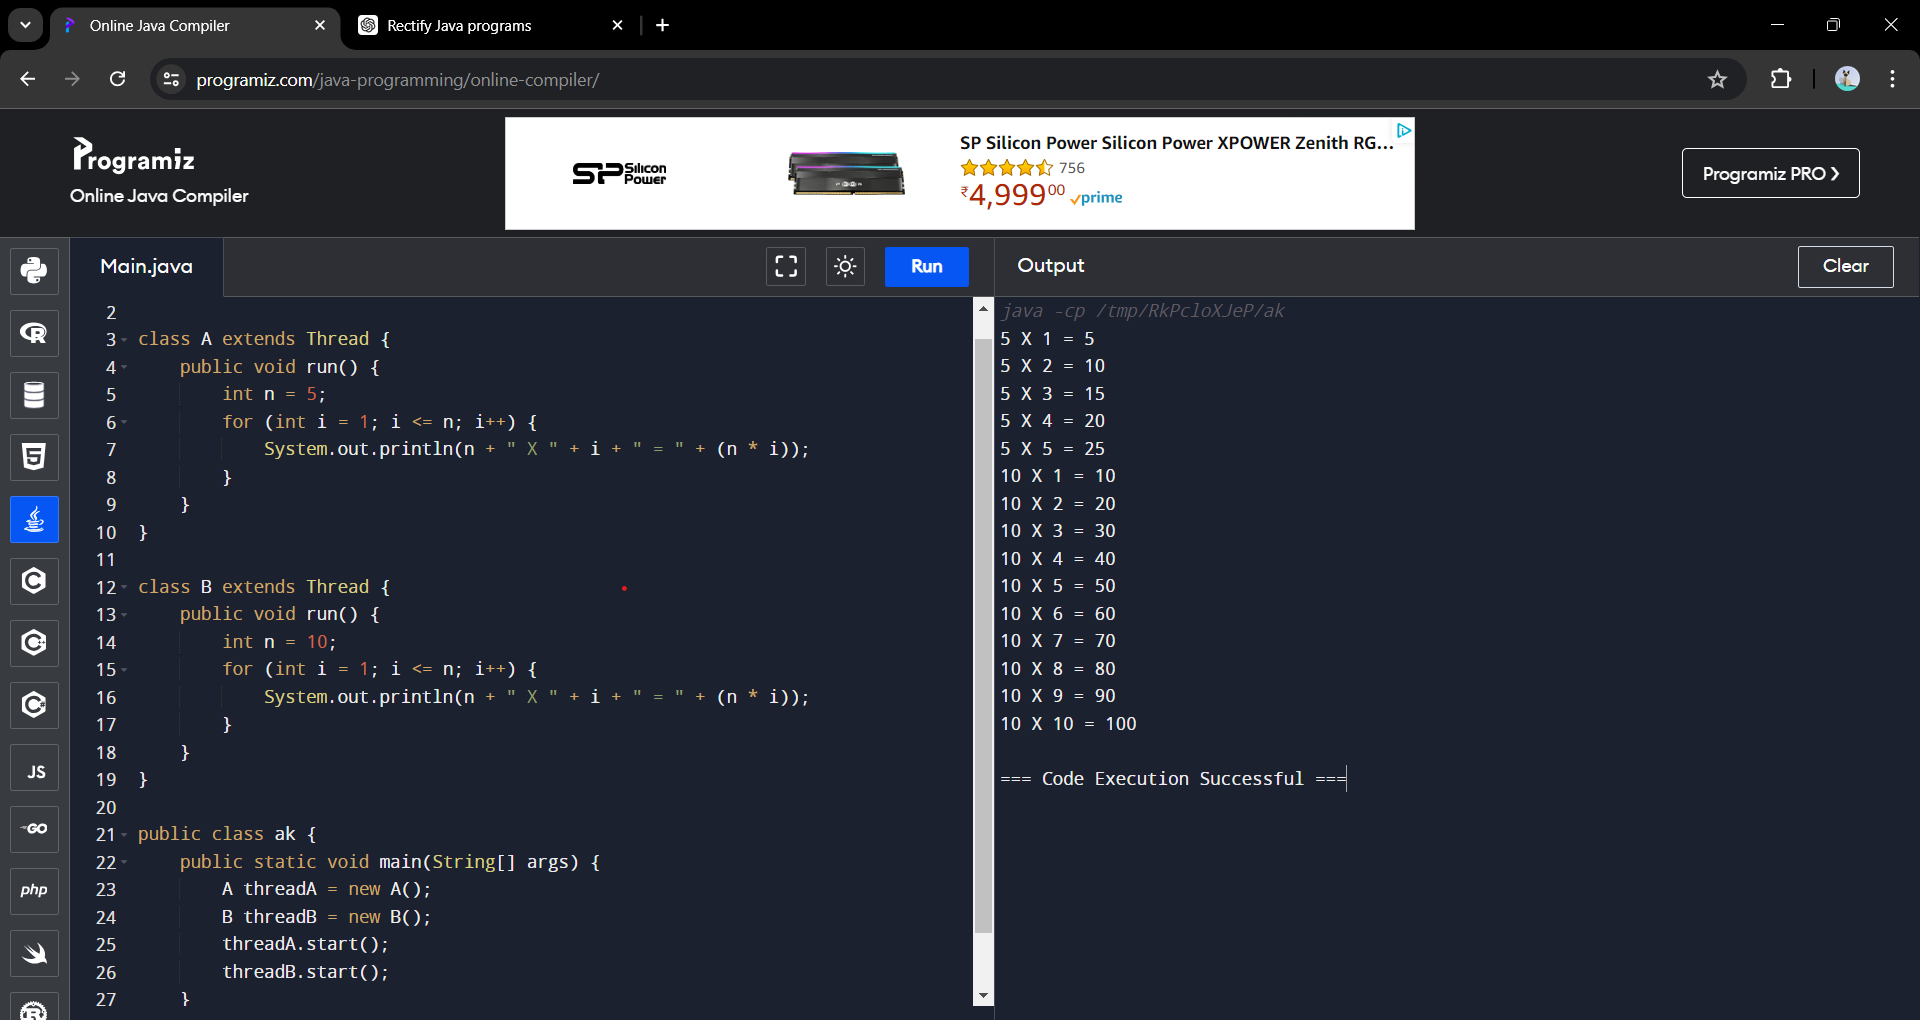 Online Java Compiler
Rectify Java programs
programiz.com/java-programming/online-compiler/
Programiz
Online Java Compiler
SP Silicon Power
SP Silicon Power Silicon Power XPOWER Zenith RG...
756
₹4,99900 prime
Programiz PRO ›
Main.java
Run
Output
Clear
2
3 class A extends Thread {
4     public void run() {
5         int n = 5;
6         for (int i = 1; i <= n; i++) {
7             System.out.println(n + " X " + i + " = " + (n * i));
8         }
9     }
10 }
11
12 class B extends Thread {
13     public void run() {
14         int n = 10;
15         for (int i = 1; i <= n; i++) {
16             System.out.println(n + " X " + i + " = " + (n * i));
17         }
18     }
19 }
20
21 public class ak {
22     public static void main(String[] args) {
23         A threadA = new A();
24         B threadB = new B();
25         threadA.start();
26         threadB.start();
27     }
java -cp /tmp/RkPcloXJeP/ak
5 X 1 = 5
5 X 2 = 10
5 X 3 = 15
5 X 4 = 20
5 X 5 = 25
10 X 1 = 10
10 X 2 = 20
10 X 3 = 30
10 X 4 = 40
10 X 5 = 50
10 X 6 = 60
10 X 7 = 70
10 X 8 = 80
10 X 9 = 90
10 X 10 = 100
=== Code Execution Successful ===
R
5
C
C
C
JS
GO
php
R